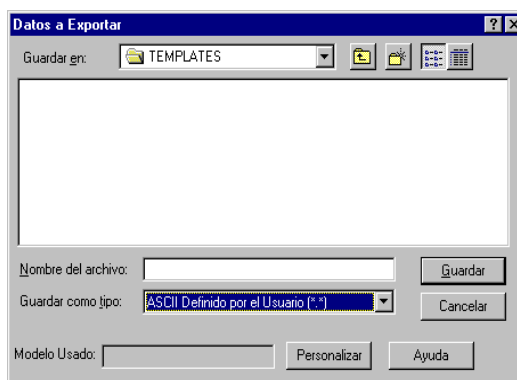 Datos a Exportar
Guardar en: TEMPLATES
Nombre del archivo: Guardar
Guardar como tipo: ASCII Definido por el Usuario (*.*) Cancelar
Modelo Usado: Personalizar Ayuda